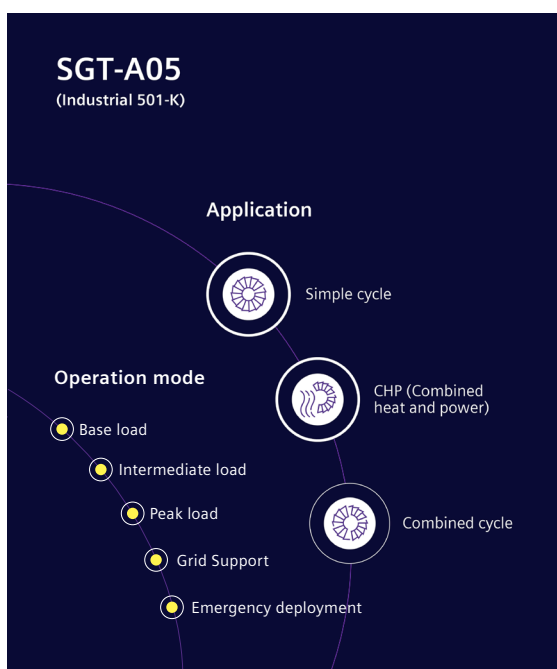 SGT-A05
(Industrial 501-K)
Application
Simple cycle
CHP (Combined
heat and power)
Combined cycle
Operation mode
Base load
Intermediate load
Peak load
Grid Support
Emergency deployment